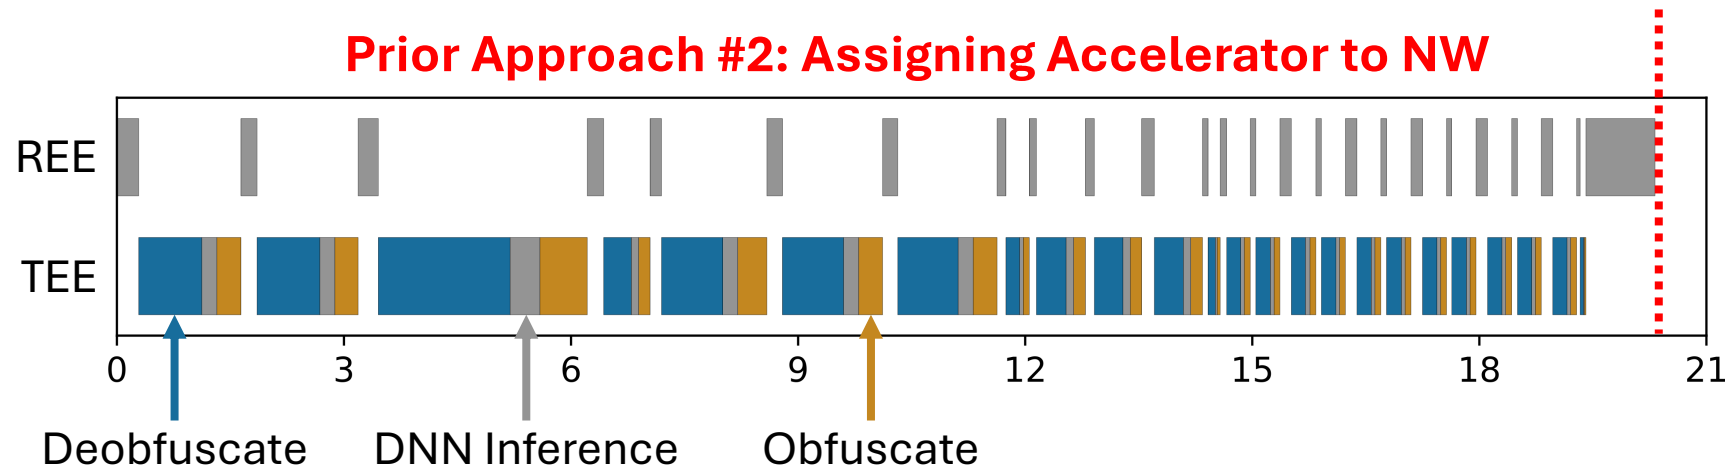 Prior Approach #2: Assigning Accelerator to NW
REE
TEE
0 3 6 9 12 15 18 21
Deobfuscate DNN Inference Obfuscate